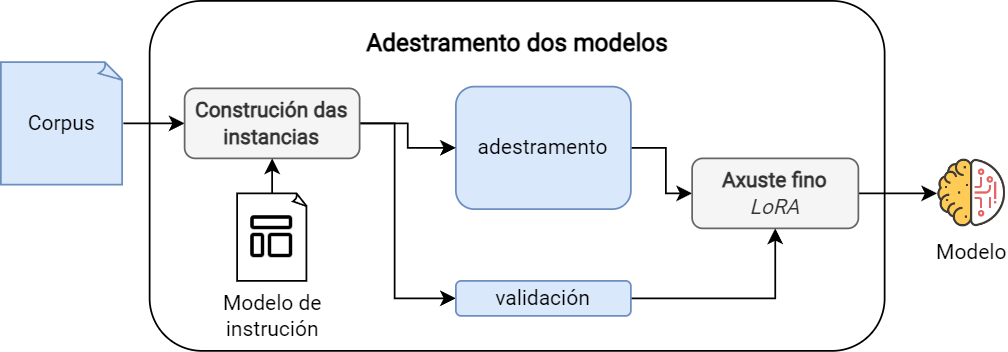 Adestramento dos modelos
Corpus
Construción das
instancias
adestramento
Axuste fino
LoRA
Modelo
Modelo de
instrución
validación